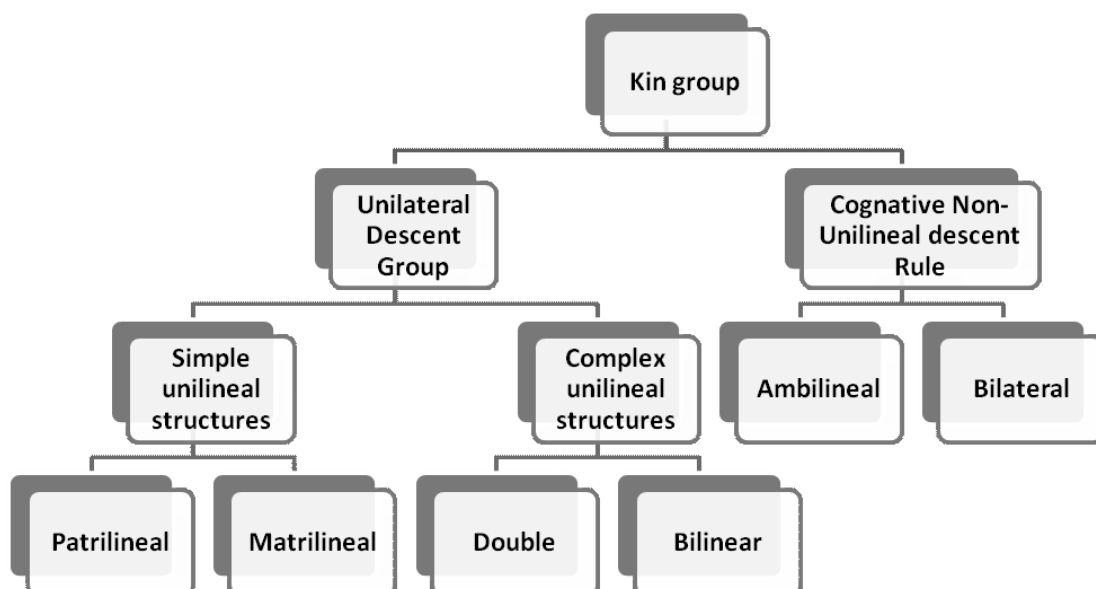 Kin group
Unilateral
Descent
Group
Cognative Non-
Unilineal descent
Rule
Simple
unilineal
structures
Complex
unilineal
structures
Ambilineal
Bilateral
Patrilineal
Matrilineal
Double
Bilinear